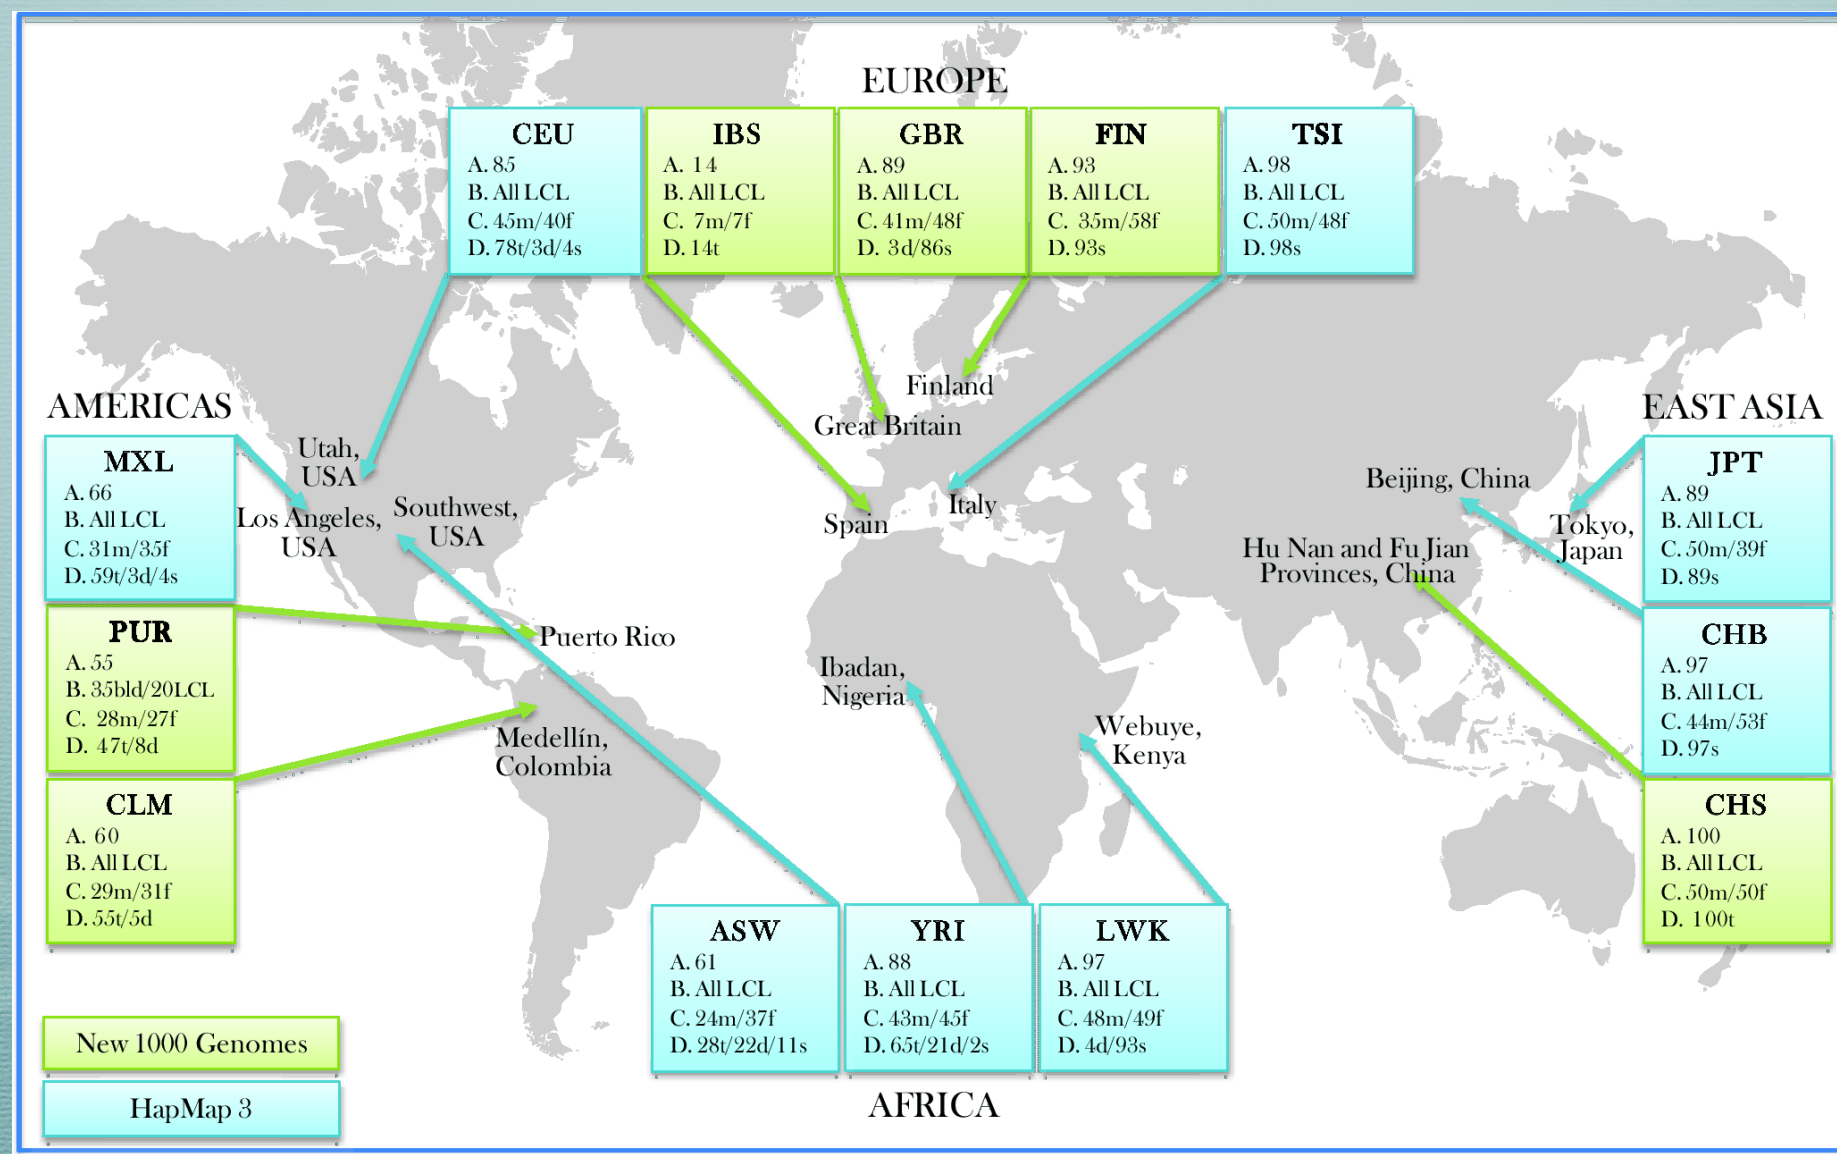 EUROPE
CEU
A. 85
B. All LCL
C. 45m/40f
D. 78t/3d/4s
IBS
A. 14
B. All LCL
C. 7m/7f
D. 14t
GBR
A. 89
B. All LCL
C. 41m/48f
D. 3d/86s
FIN
A. 93
B. All LCL
C. 35m/58f
D. 93s
TSI
A. 98
B. All LCL
C. 50m/48f
D. 98s
Finland
Great Britain
Spain
Italy
AMERICAS
MXL
A. 66
B. All LCL
C. 31m/35f
D. 59t/3d/4s
PUR
A. 55
B. 35bld/20LCL
C. 28m/27f
D. 47t/8d
CLM
A. 60
B. All LCL
C. 29m/31f
D. 55t/5d
Utah,
USA
Los Angeles,
USA
Southwest,
USA
Puerto Rico
Medellín,
Colombia
Ibadan,
Nigeria
Webuye,
Kenya
EAST ASIA
JPT
A. 89
B. All LCL
C. 50m/39f
D. 89s
CHB
A. 97
B. All LCL
C. 44m/53f
D. 97s
CHS
A. 100
B. All LCL
C. 50m/50f
D. 100t
Beijing, China
Tokyo,
Japan
Hu Nan and Fu Jian
Provinces, China
ASW
A. 61
B. All LCL
C. 24m/37f
D. 28t/22d/11s
YRI
A. 88
B. All LCL
C. 43m/45f
D. 65t/21d/2s
LWK
A. 97
B. All LCL
C. 48m/49f
D. 4d/93s
AFRICA
New 1000 Genomes
HapMap 3